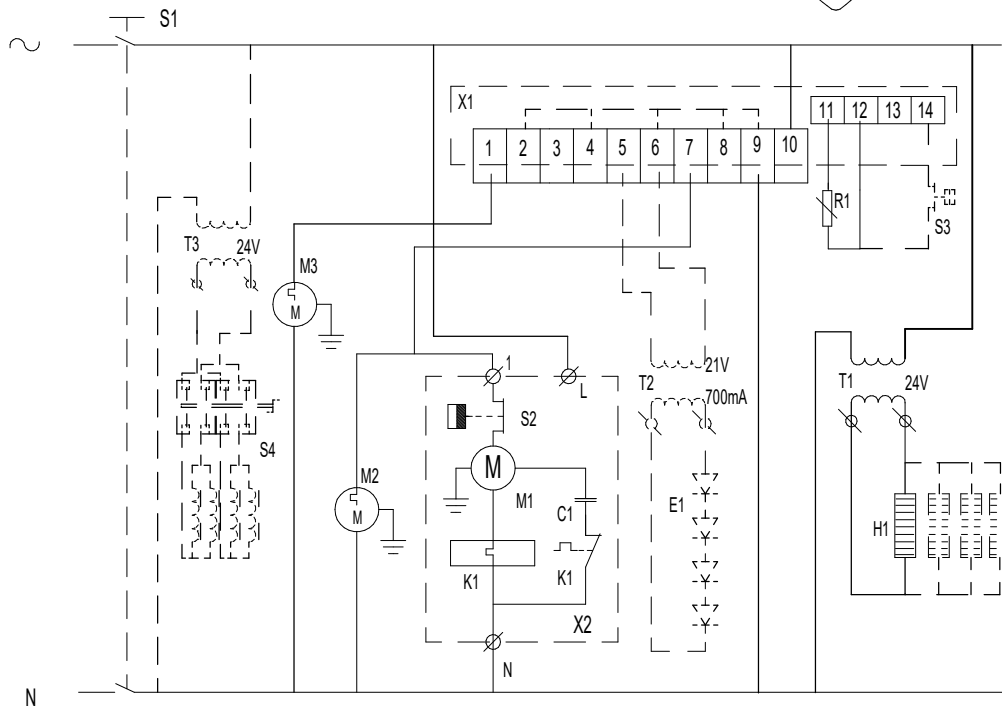 S1
X1
11 12 13 14
1 2 3 4 5 6 7 8 9 10
R1
S3
T3 24V
M3
M
1
L
21V
T2
700mA
T1 24V
S2
S4
M
M1
M2
M
C1
E1
H1
K1
K1
X2
N
N